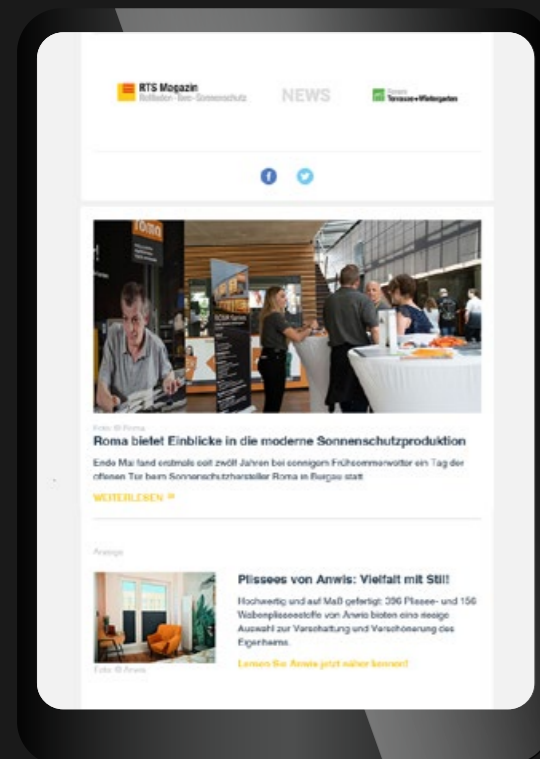 RTS Magazin
Rollladen · Tore · Sonnenschutz
NEWS
Terrasse+Wintergarten
roma
Foto: © Roma
Roma bietet Einblicke in die moderne Sonnenschutzproduktion
Ende Mai fand erstmals seit zwölf Jahren bei sonnigem Frühsommerwetter ein Tag der
offenen Tür beim Sonnenschutzhersteller Roma in Burgau statt.
WEITERLESEN »
Anzeige
Plissees von Anwis: Vielfalt mit Stil!
Hochwertig und auf Maß gefertigt: 396 Plissee- und 156
Wabenplisseestoffe von Anwis bieten eine riesige
Auswahl zur Verschattung und Verschönerung des
Eigenheims.
Lernen Sie Anwis jetzt näher kennen!
Foto: © Anwis